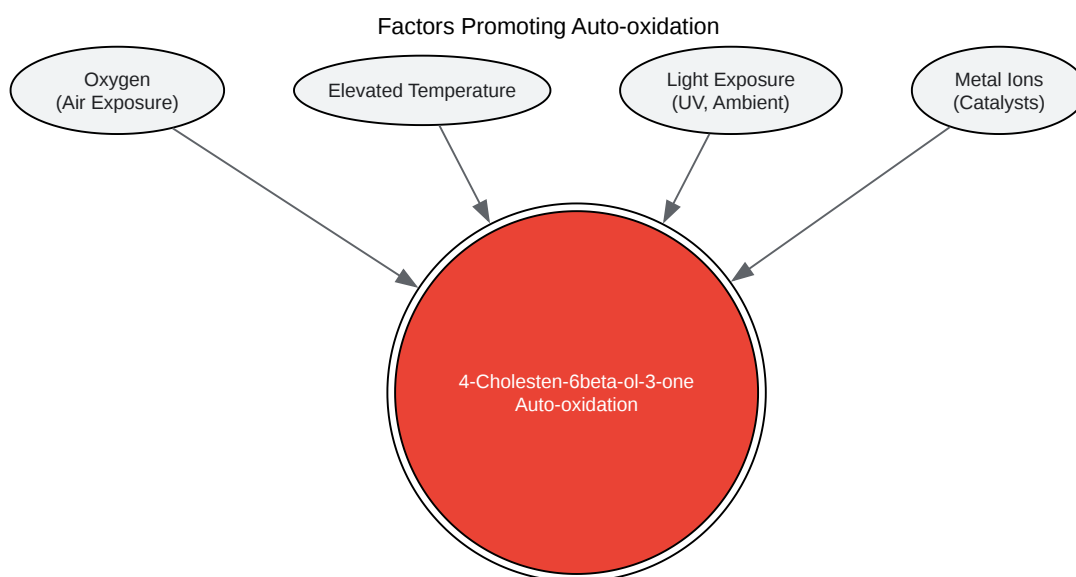 Factors Promoting Auto-oxidation
Oxygen
(Air Exposure)
Elevated Temperature
Light Exposure
(UV, Ambient)
Metal Ions
(Catalysts)
4-Cholesten-6beta-ol-3-one
Auto-oxidation